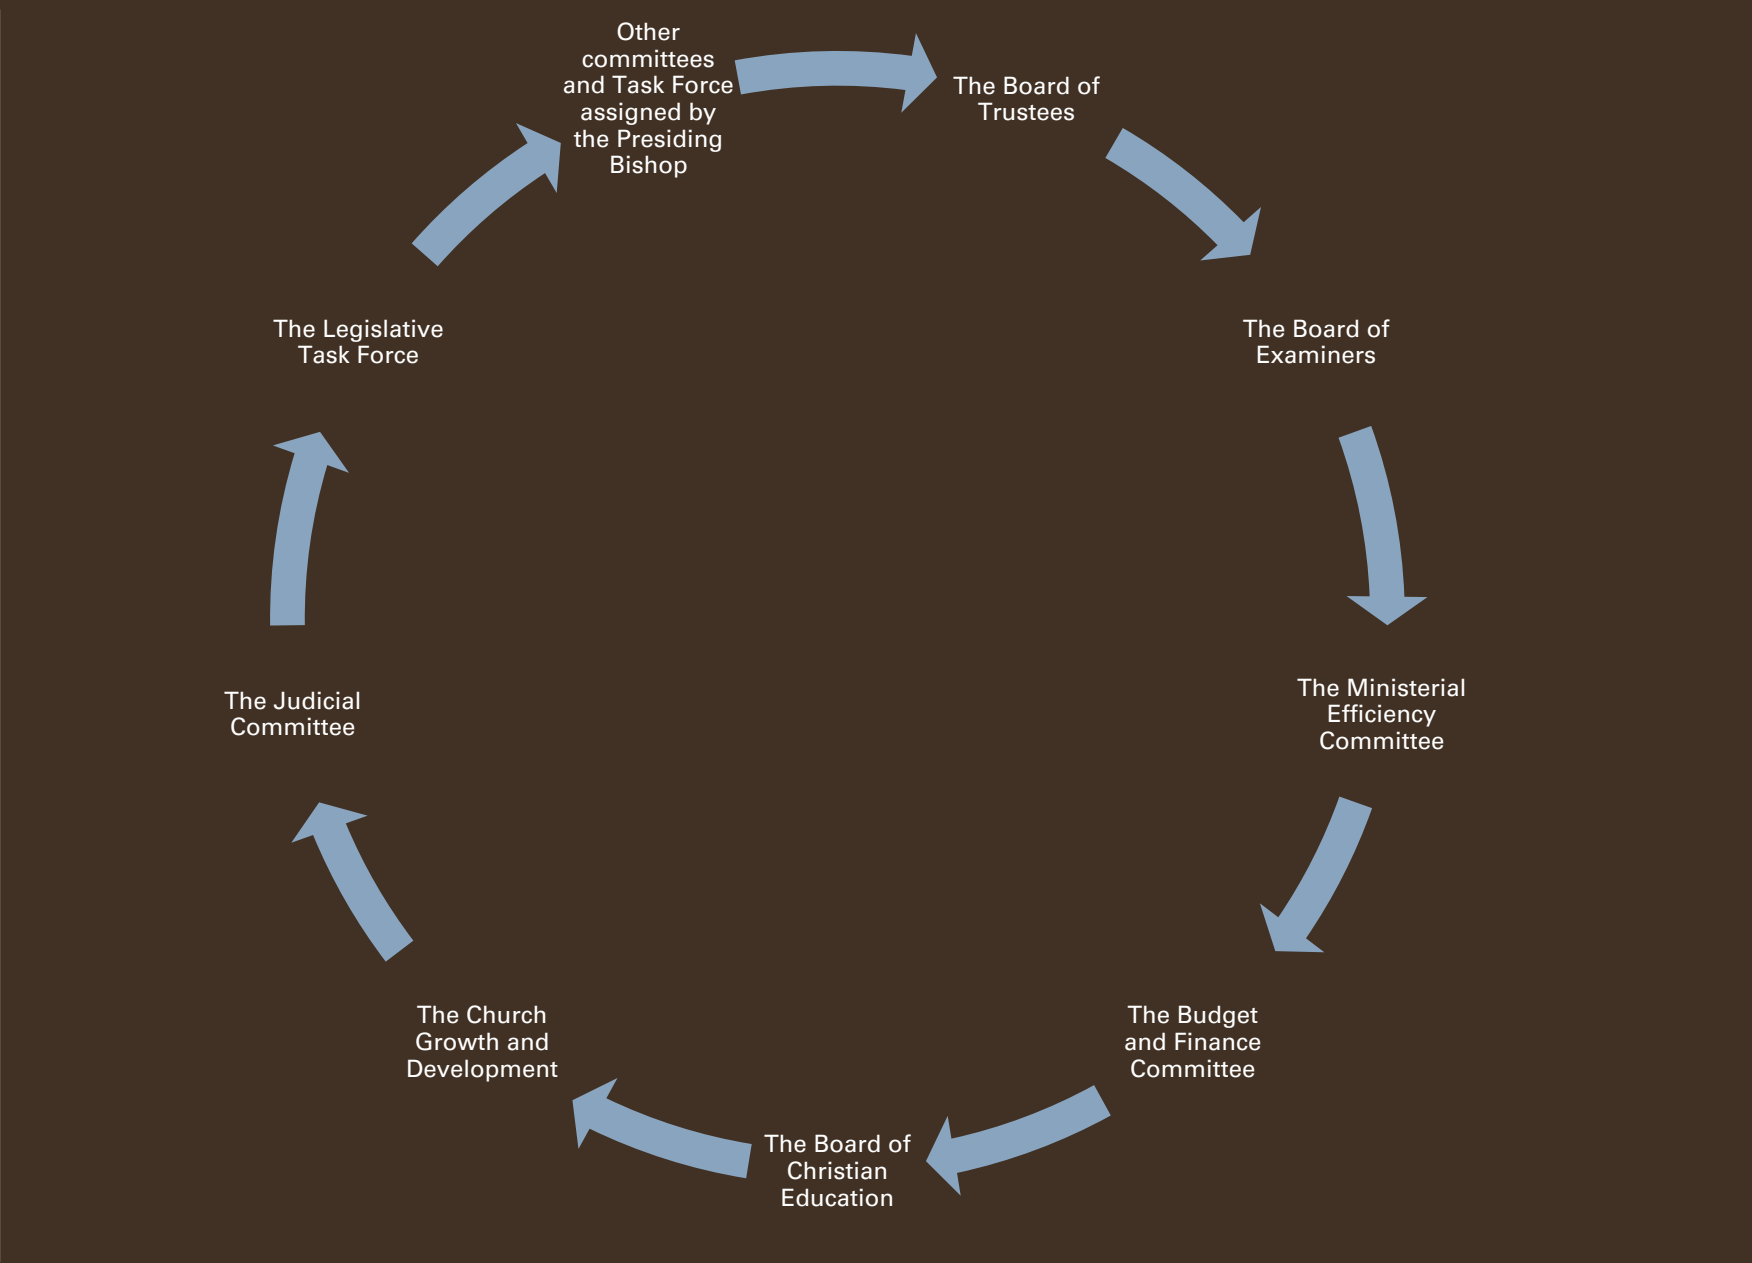 Other
committees
and Task Force
assigned by
the Presiding
Bishop
The Board of
Trustees
The Board of
Examiners
The Ministerial
Efficiency
Committee
The Budget
and Finance
Committee
The Board of
Christian
Education
The Church
Growth and
Development
The Judicial
Committee
The Legislative
Task Force